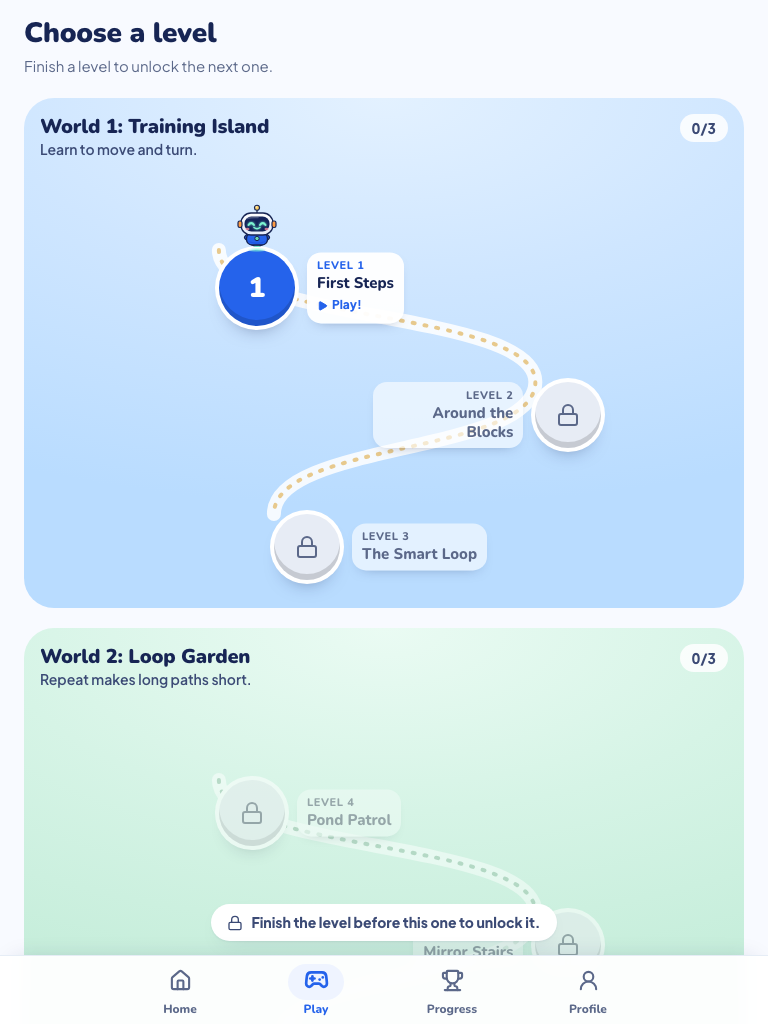 Choose a level
Finish a level to unlock the next one.
World 1: Training Island
0/3
Learn to move and turn.
1
LEVEL 1
First Steps
Play!
LEVEL 2
Around the
Blocks
LEVEL 3
The Smart Loop
World 2: Loop Garden
0/3
Repeat makes long paths short.
LEVEL 4
Pond Patrol
Finish the level before this one to unlock it.
Mirror Stairs
Home
Play
Progress
Profile